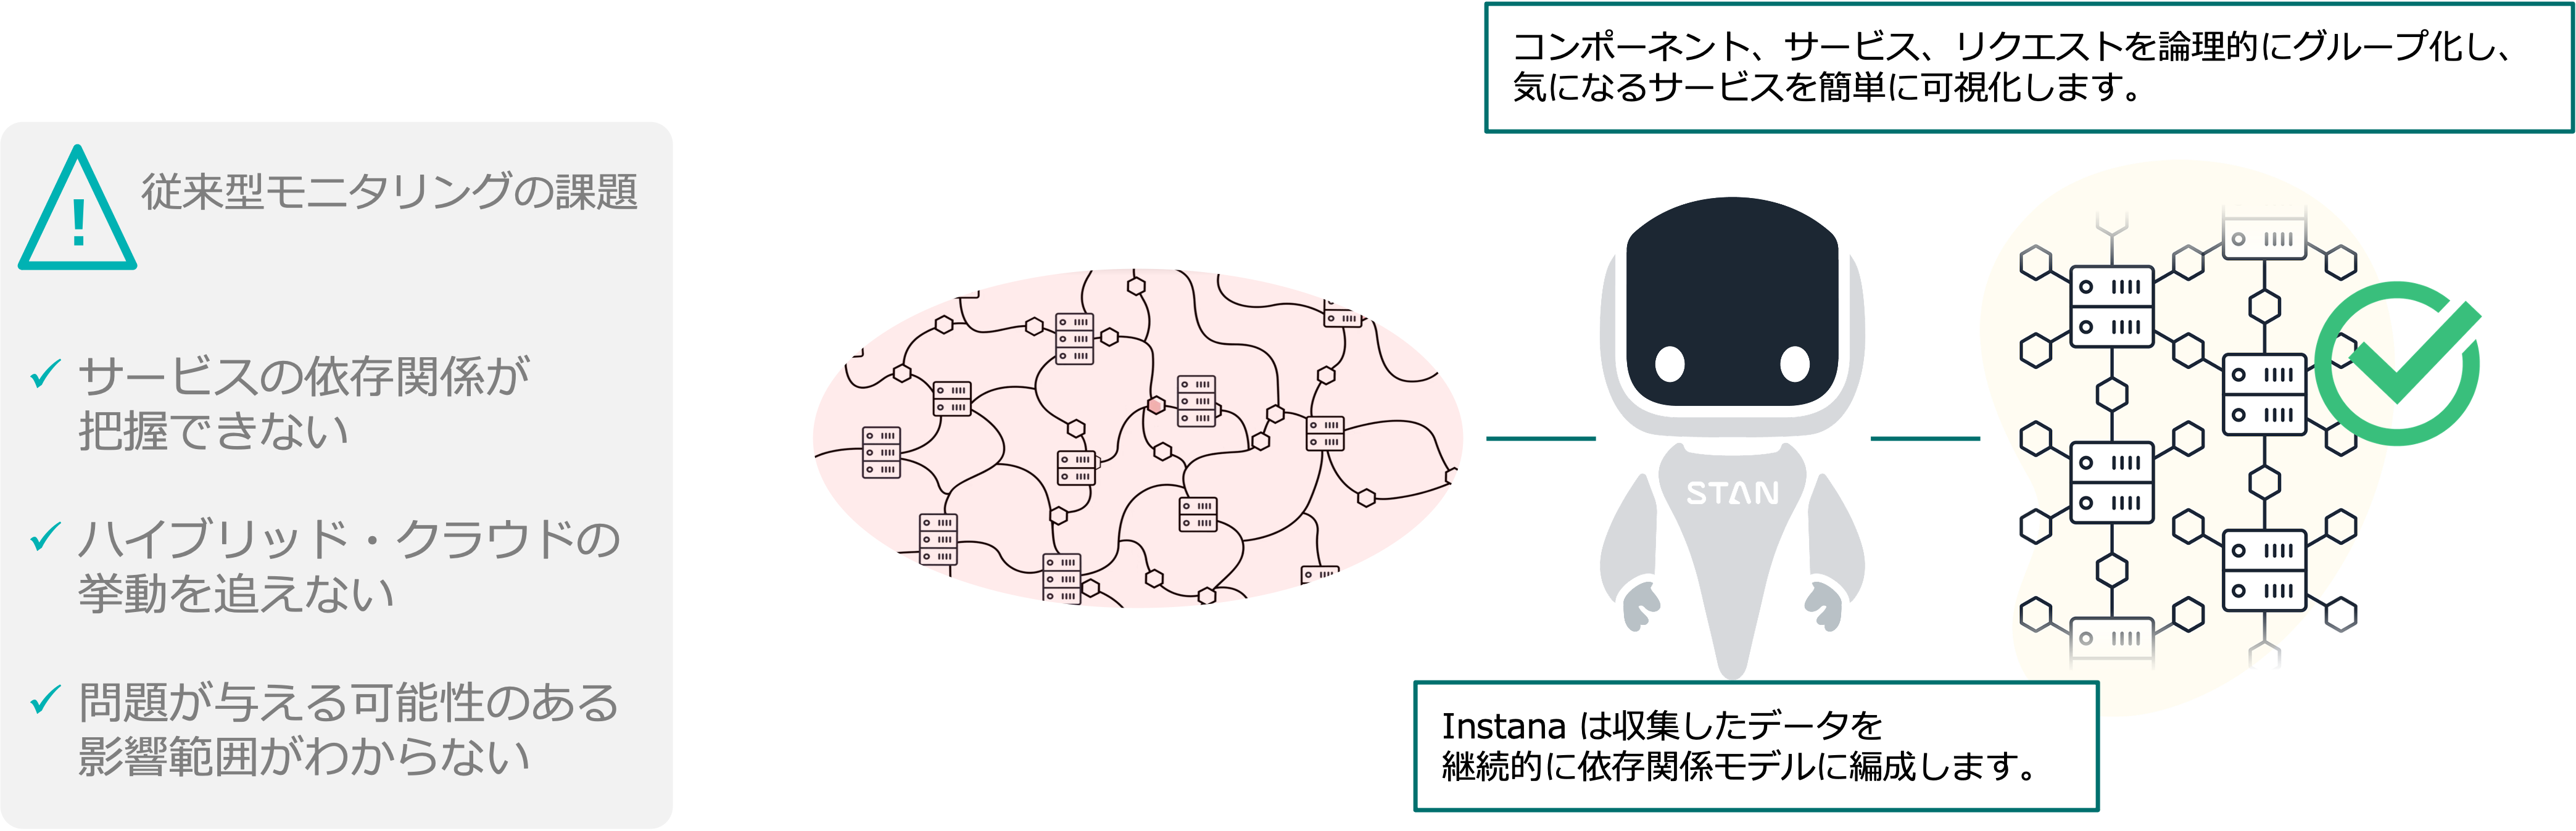 コンポーネント、サービス、リクエストを論理的にグループ化し、
気になるサービスを簡単に可視化します。
!
従来型モニタリングの課題
サービスの依存関係が
把握できない
ハイブリッド・クラウドの
挙動を追えない
問題が与える可能性のある
影響範囲がわからない
STAN
Instana は収集したデータを
継続的に依存関係モデルに編成します。